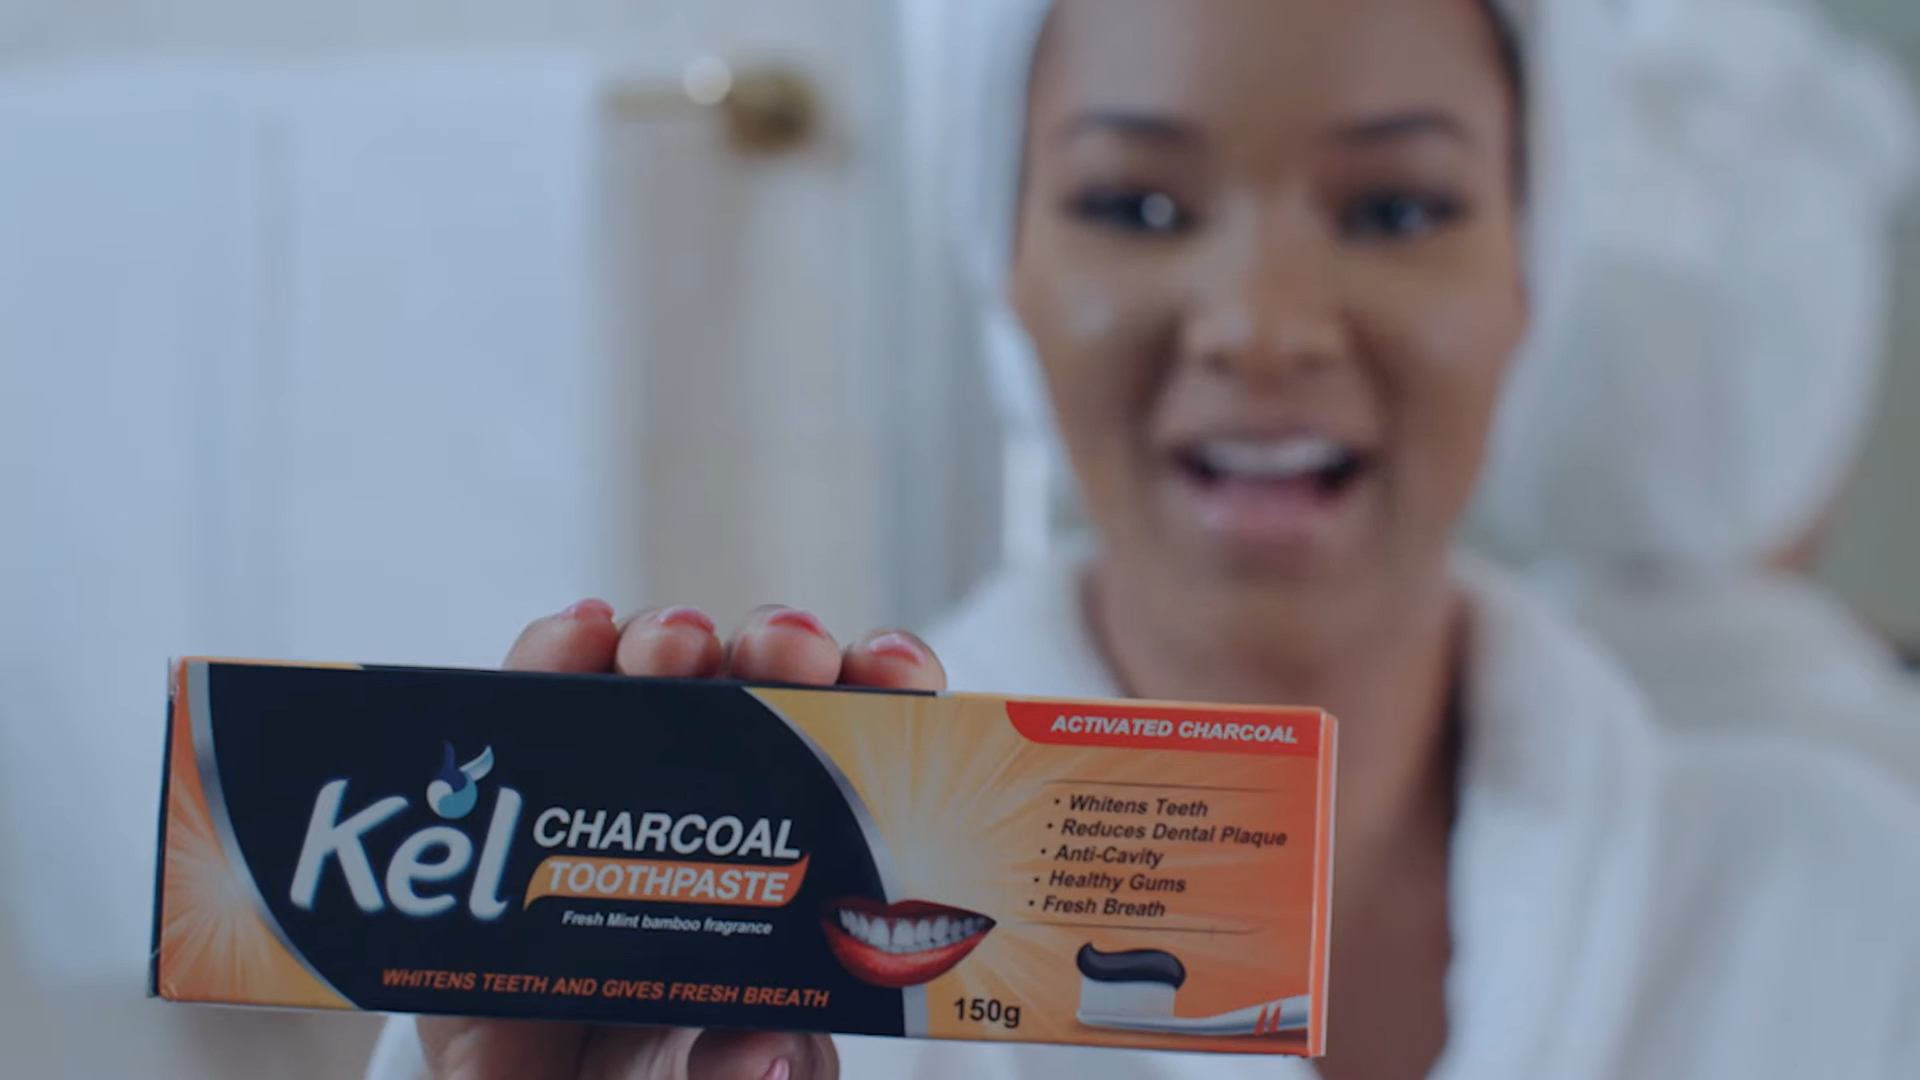 Kel
CHARCOAL
TOOTHPASTE
Fresh Mint bamboo fragrance
WHITENS TEETH AND GIVES FRESH BREATH
ACTIVATED CHARCOAL
• Whitens Teeth
• Reduces Dental Plaque
• Anti-Cavity
• Healthy Gums
• Fresh Breath
150g